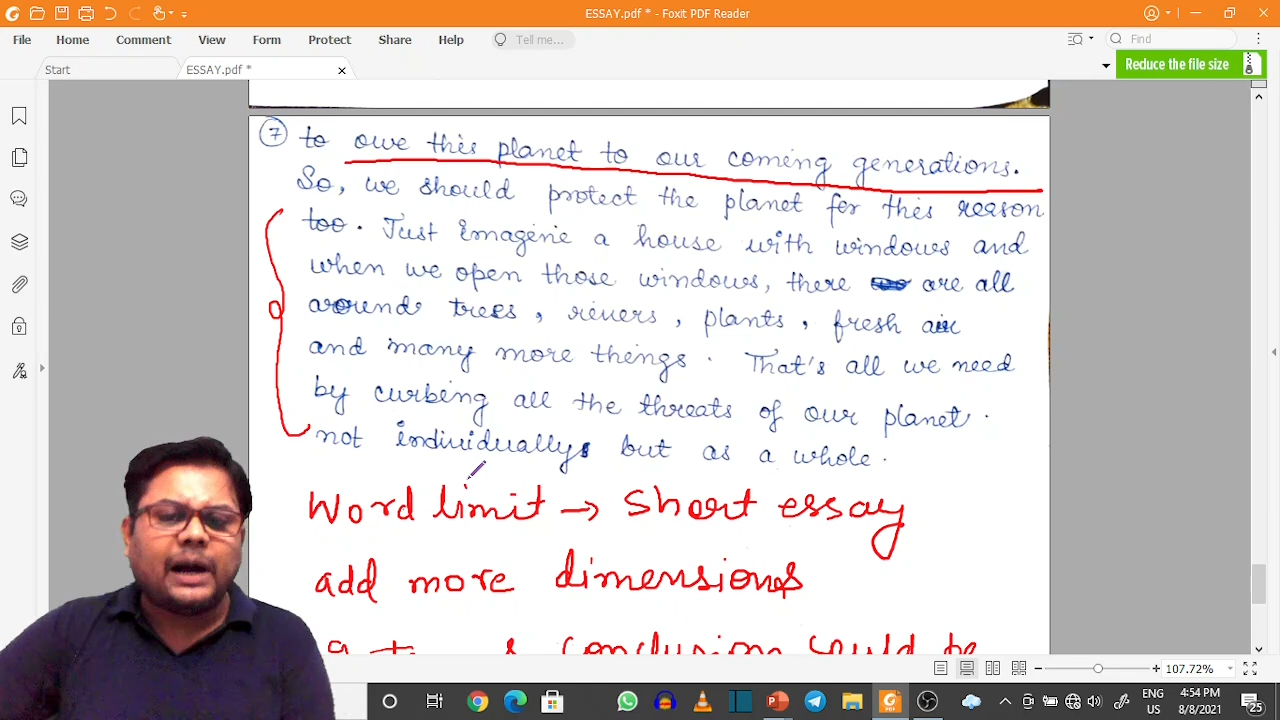 ESSAY.pdf * - Foxit PDF Reader
File Home Comment View Form Protect Share Help Tell me... Find
Start ESSAY.pdf * Reduce the file size
7 to owe this planet to our coming generations.
So, we should protect the planet for this reason
too. Just imagine a house with windows and
when we open those windows, there are all
around trees, rivers, plants, fresh air
and many more things. That's all we need
by curbing all the threats of our planet.
not individually but as a whole.
Word limit → Short essay
add more dimensions
conclusion could be
107.72%
ENG 4:54 PM
US 8/8/2021 25